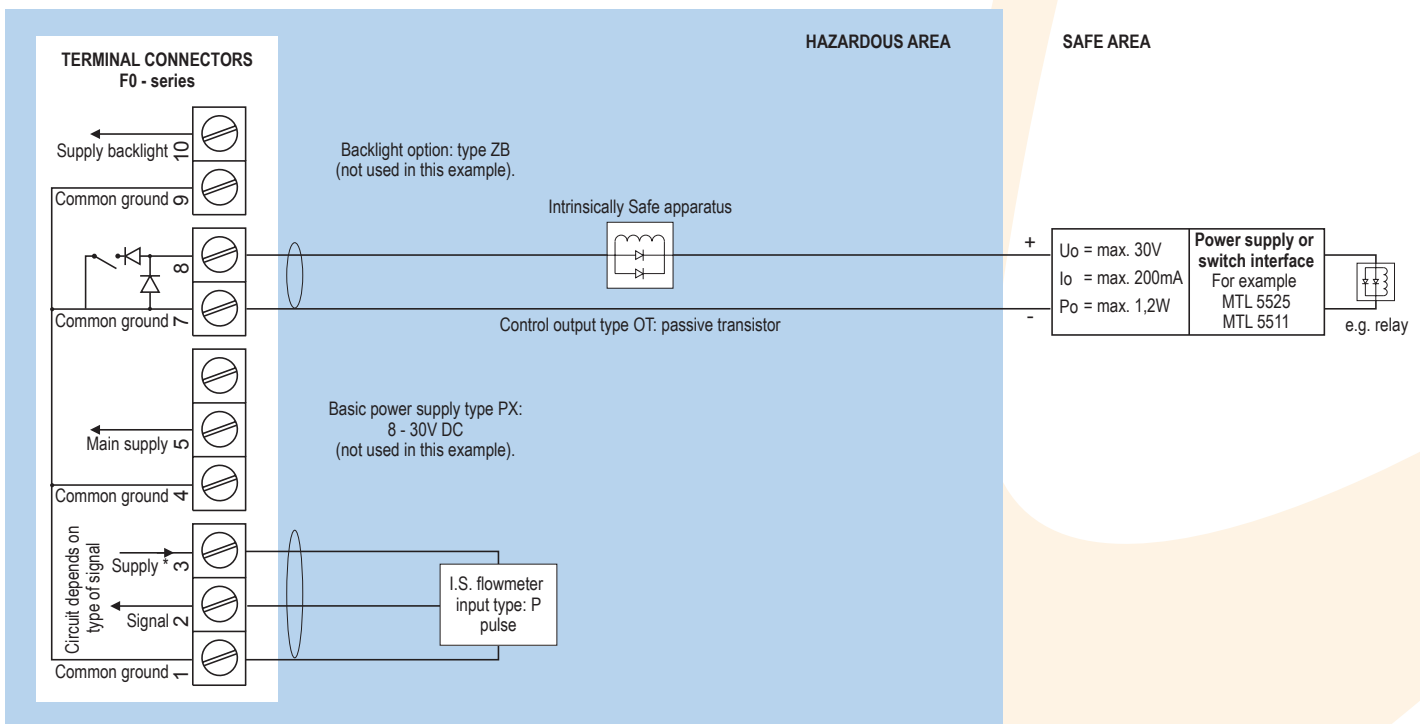 HAZARDOUS AREA
SAFE AREA
TERMINAL CONNECTORS
F0 - series
Supply backlight 10
Common ground 9
8
Common ground 7
Main supply 5
Common ground 4
Circuit depends on
type of signal
Supply * 3
Signal 2
Common ground 1
Backlight option: type ZB
(not used in this example).
Intrinsically Safe apparatus
Control output type OT: passive transistor
Basic power supply type PX:
8 - 30V DC
(not used in this example).
I.S. flowmeter
input type: P
pulse
+
-
Uo = max. 30V
Io = max. 200mA
Po = max. 1,2W
Power supply or
switch interface
For example
MTL 5525
MTL 5511
e.g. relay